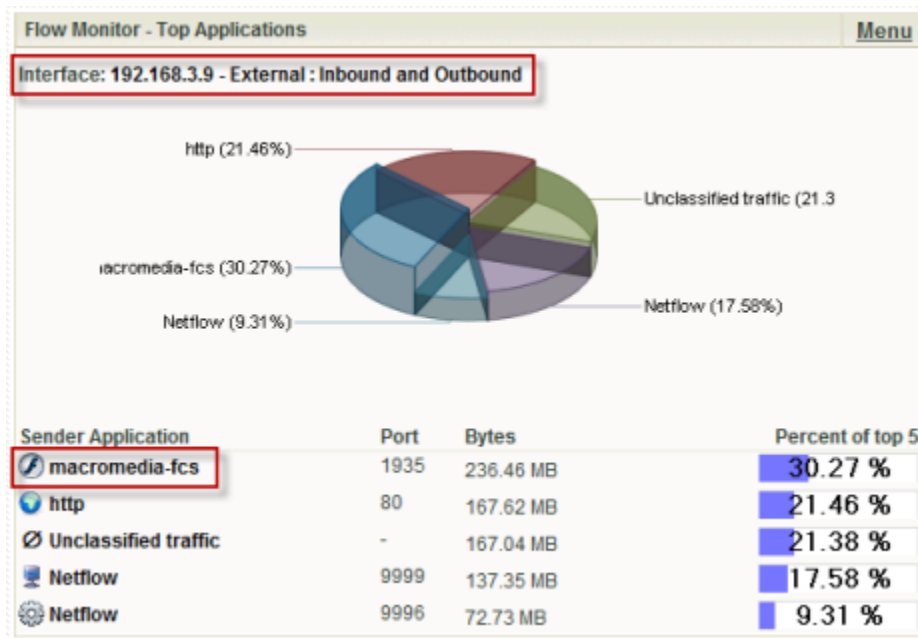 Flow Monitor - Top Applications Menu
Interface: 192.168.3.9 - External : Inbound and Outbound
http (21.46%)
Unclassified traffic (21.3
acromedia-fcs (30.27%)
Netflow (17.58%)
Netflow (9.31%)
Sender Application Port Bytes Percent of top 5
macromedia-fcs 1935 236.46 MB 30.27 %
http 80 167.62 MB 21.46 %
Unclassified traffic - 167.04 MB 21.38 %
Netflow 9999 137.35 MB 17.58 %
Netflow 9996 72.73 MB 9.31 %